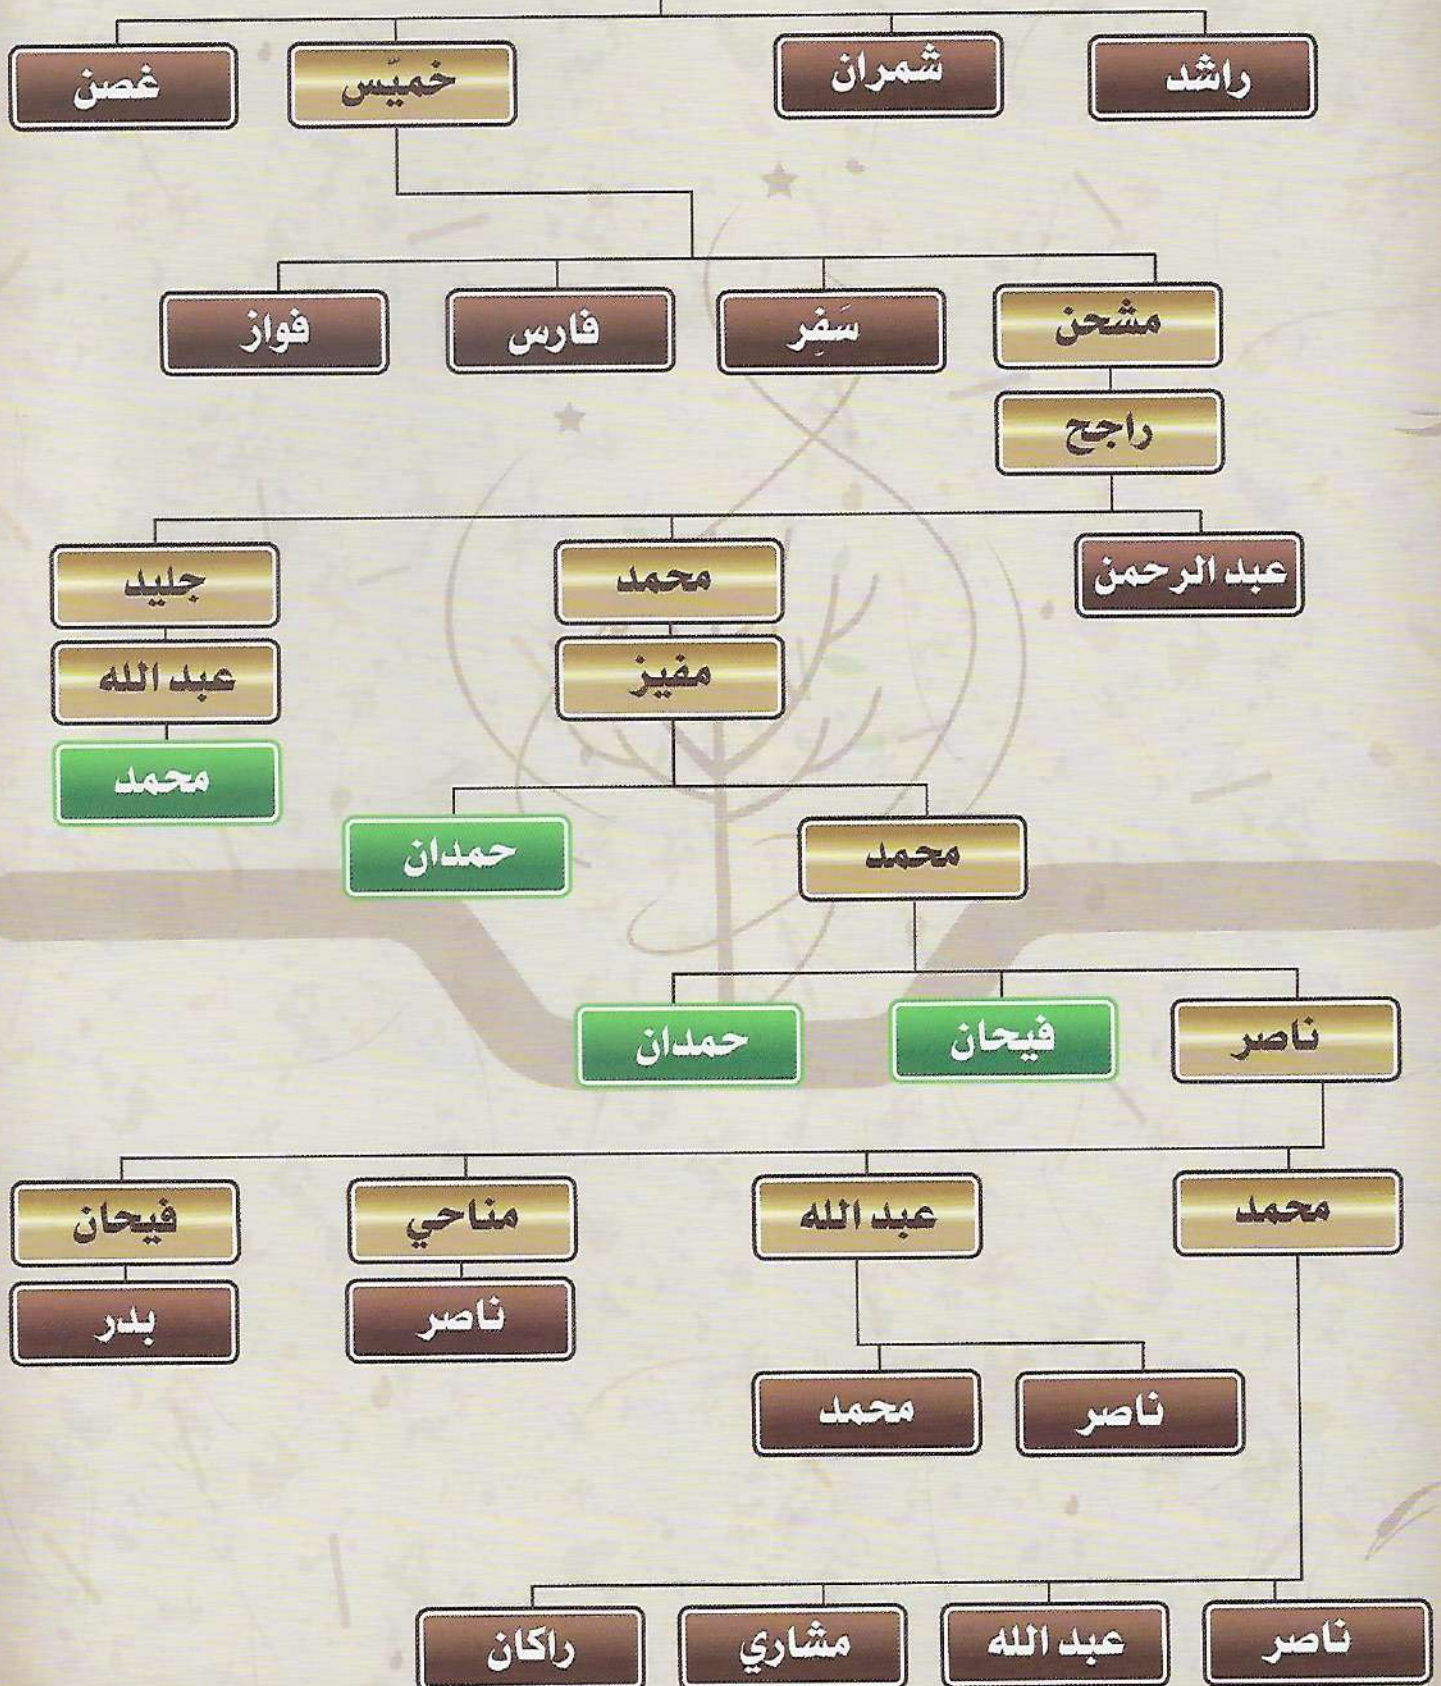 راشد
شمران
خميّس
غصن
مشحن
سَفِر
فارس
فواز
راجح
عبد الرحمن
محمد
جليد
مفيز
عبد الله
محمد
محمد
حمدان
ناصر
فيحان
حمدان
محمد
عبد الله
مناحي
فيحان
ناصر
بدر
ناصر
محمد
ناصر
عبد الله
مشاري
راكان